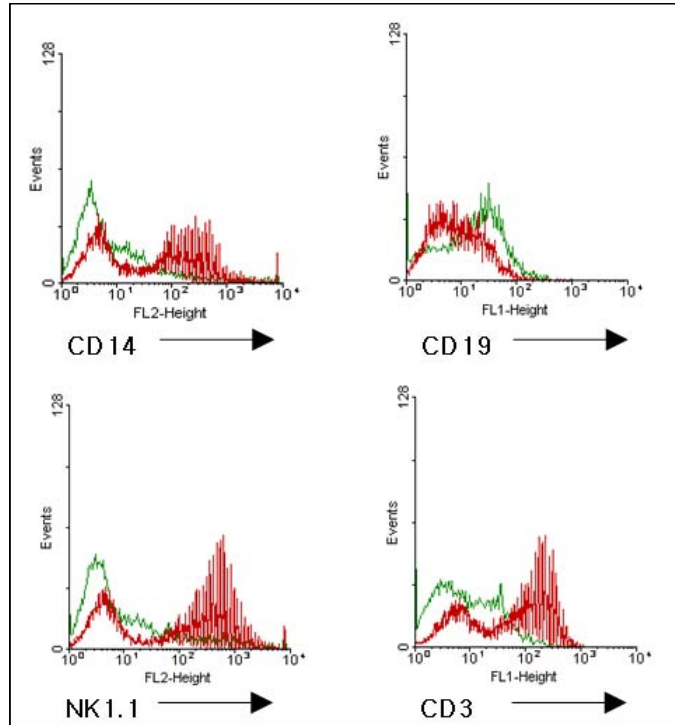 128
Events
0
10⁰ 10¹ 10² 10³ 10⁴
FL2-Height
CD14
128
Events
0
10⁰ 10¹ 10² 10³ 10⁴
FL1-Height
CD19
128
Events
0
10⁰ 10¹ 10² 10³ 10⁴
FL2-Height
NK1.1
128
Events
0
10⁰ 10¹ 10² 10³ 10⁴
FL1-Height
CD3